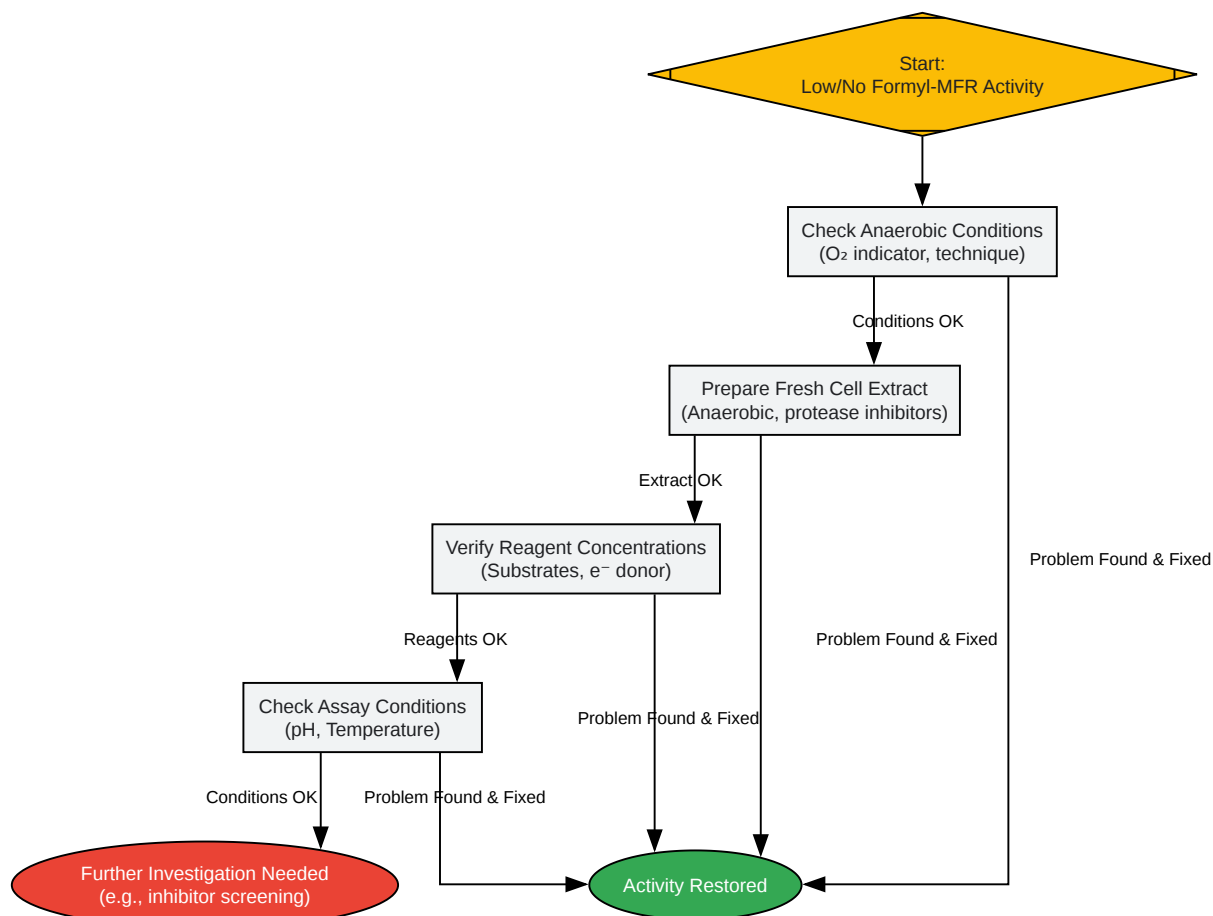 Start:
Low/No Formyl-MFR Activity
Check Anaerobic Conditions
(O₂ indicator, technique)
Conditions OK
Prepare Fresh Cell Extract
(Anaerobic, protease inhibitors)
Extract OK
Verify Reagent Concentrations
(Substrates, e⁻ donor)
Problem Found & Fixed
Reagents OK
Problem Found & Fixed
Check Assay Conditions
(pH, Temperature)
Problem Found & Fixed
Conditions OK
Problem Found & Fixed
Further Investigation Needed
(e.g., inhibitor screening)
Activity Restored